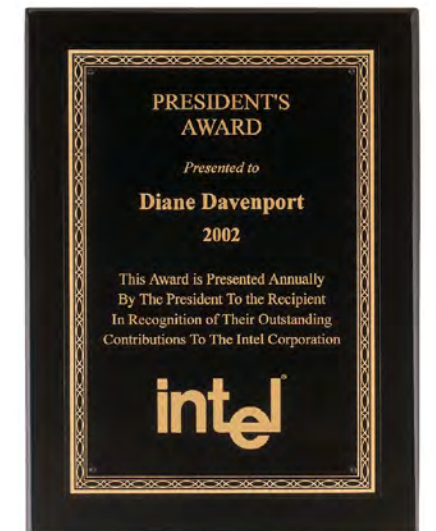 PRESIDENT'S
AWARD
Presented to
Diane Davenport
2002
This Award is Presented Annually
By The President To the Recipient
In Recognition of Their Outstanding
Contributions To The Intel Corporation
intel®